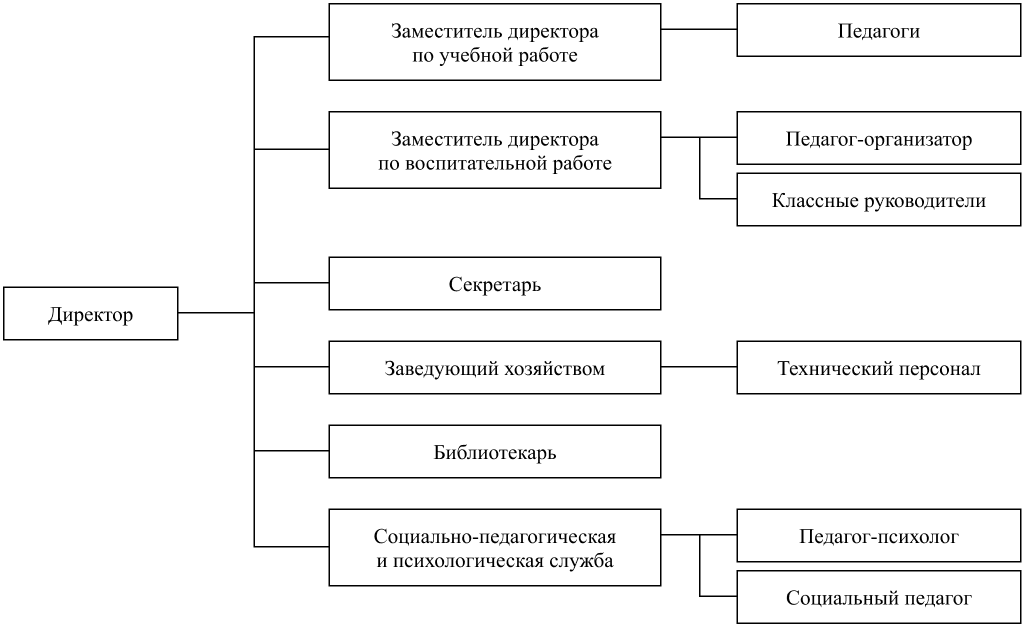 Директор
Заместитель директора
по учебной работе
Педагоги
Заместитель директора
по воспитательной работе
Педагог-организатор
Классные руководители
Секретарь
Заведующий хозяйством
Технический персонал
Библиотекарь
Социально-педагогическая
и психологическая служба
Педагог-психолог
Социальный педагог